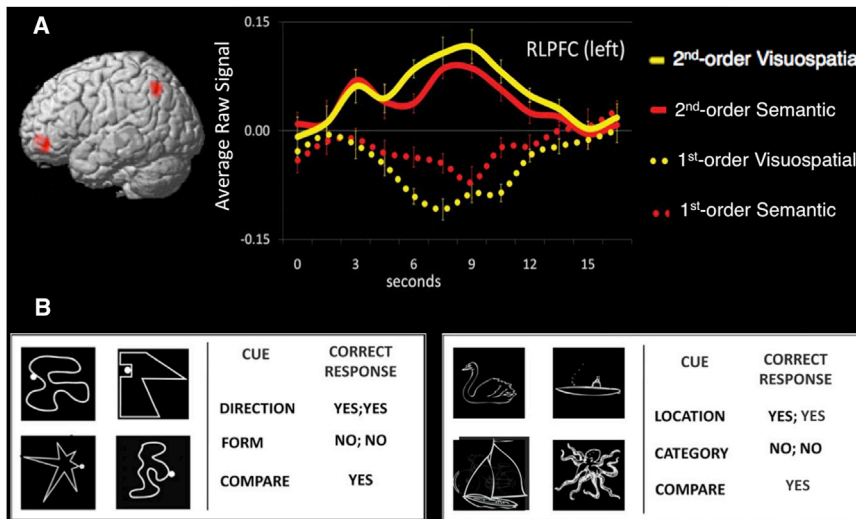 A
0.15
0.00
-0.15
Average Raw Signal
RLPFC (left)
0 3 6 9 12 15
seconds
2nd-order Visuospatia
2nd-order Semantic
1st-order Visuospatial
1st-order Semantic
B
CUE CORRECT
RESPONSE
DIRECTION YES;YES
FORM NO; NO
COMPARE YES
CUE CORRECT
RESPONSE
LOCATION YES; YES
CATEGORY NO; NO
COMPARE YES